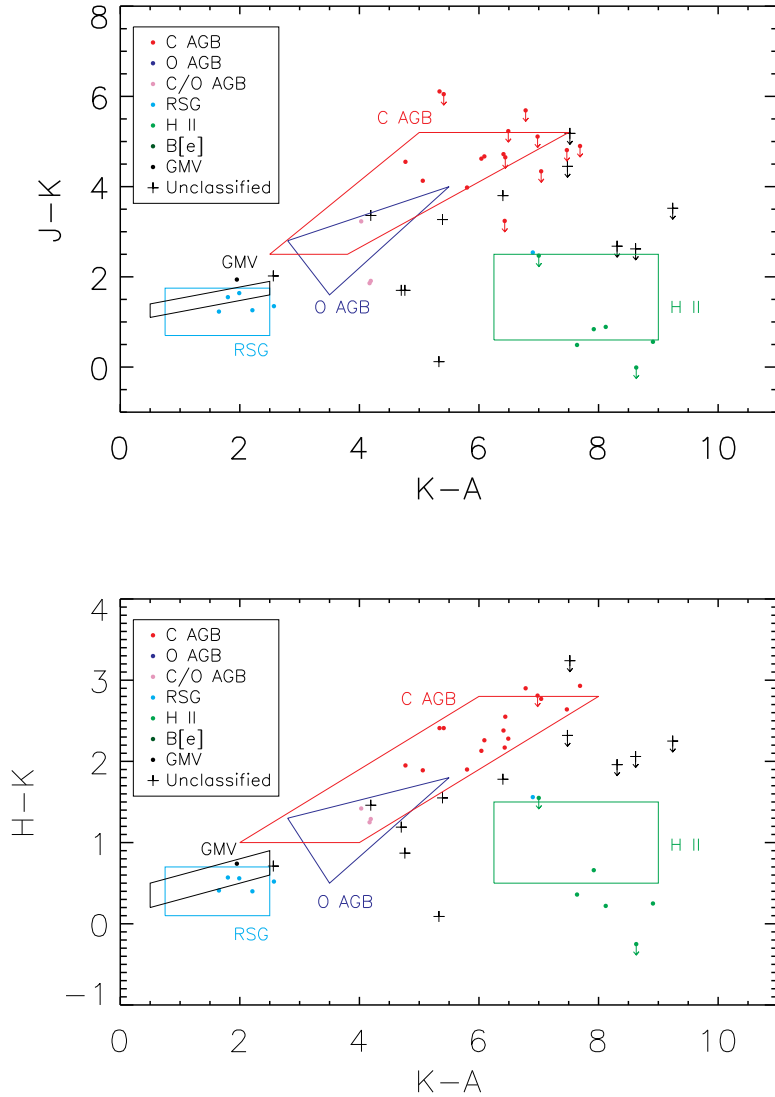 8
6
4
2
0
J-K
C AGB
O AGB
C/O AGB
RSG
H II
B[e]
GMV
Unclassified
C AGB
GMV
O AGB
RSG
H II
0 2 4 6 8 10
K-A
4
3
2
1
0
-1
H-K
C AGB
O AGB
C/O AGB
RSG
H II
B[e]
GMV
Unclassified
C AGB
GMV
O AGB
RSG
H II
0 2 4 6 8 10
K-A